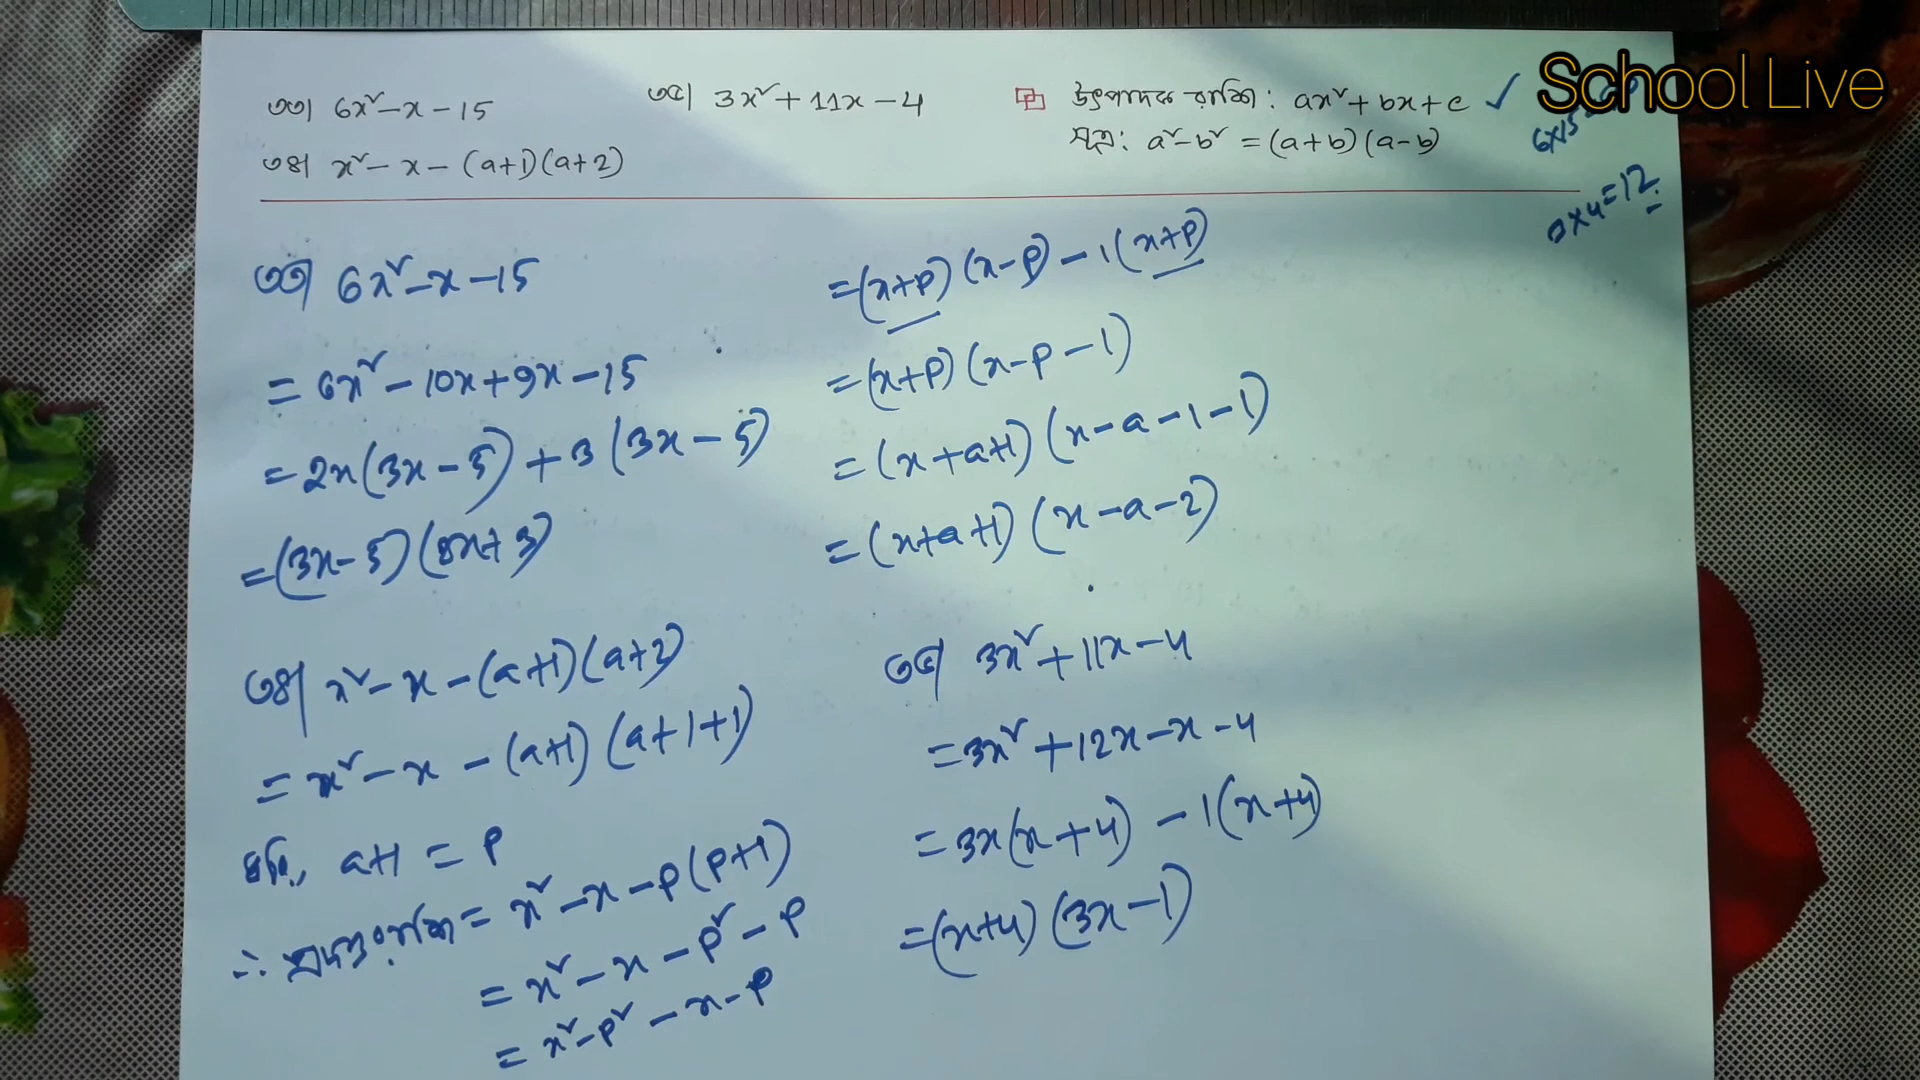 School Live
৩৩| 6x² - x - 15
৩৫| 3x² + 11x - 4
উৎপাদক রাশি : ax² + bx + c ✓
সূত্র : a² - b² = (a+b)(a-b)
৩৪| x² - x - (a+1)(a+2)
6×15
3×4=12
৩৩| 6x² - x - 15
= 6x² - 10x + 9x - 15
= 2x(3x - 5) + 3(3x - 5)
= (3x - 5)(2x + 3)
৩৪| x² - x - (a+1)(a+2)
= x² - x - (a+1)(a+1+1)
ধরি, a+1 = p
∴ প্রদত্ত রাশি = x² - x - p(p+1)
= x² - x - p² - p
= x² - p² - x - p
= (x+p)(x-p) - 1(x+p)
= (x+p)(x-p-1)
= (x+a+1)(x-a-1-1)
= (x+a+1)(x-a-2)
৩৫| 3x² + 11x - 4
= 3x² + 12x - x - 4
= 3x(x+4) - 1(x+4)
= (x+4)(3x-1)